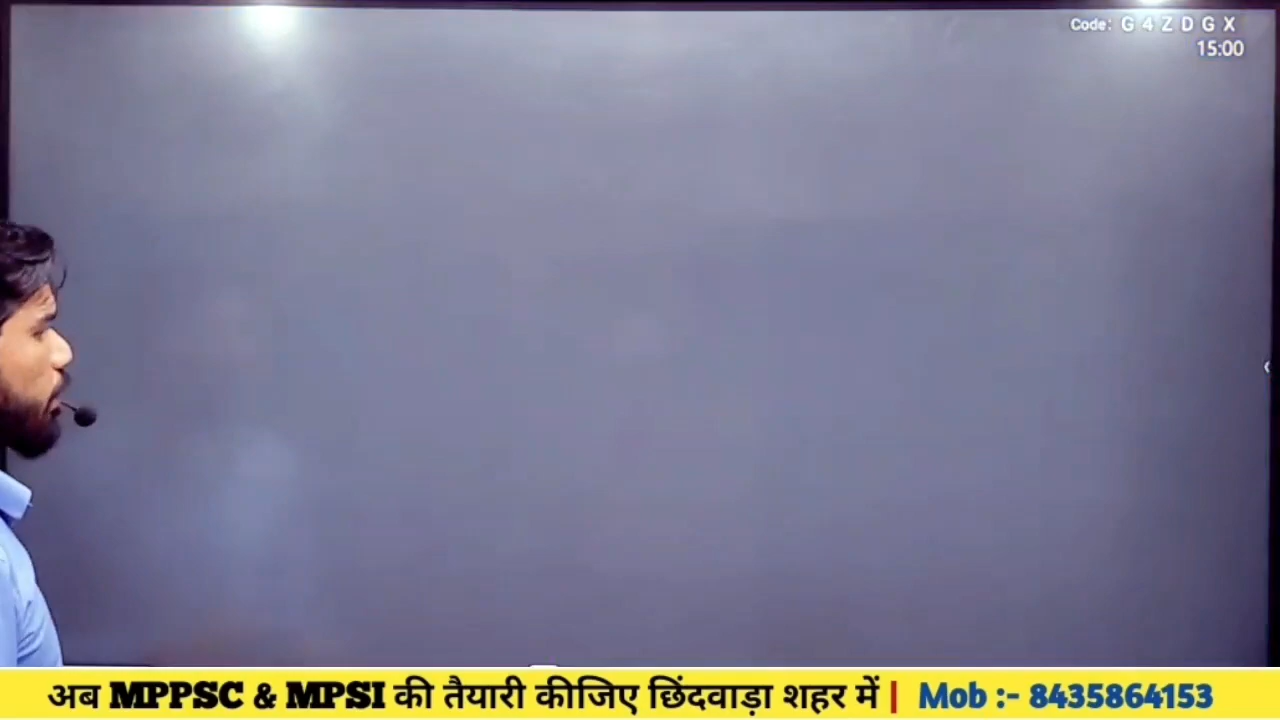 Code: G 4 Z D G X
15:00
अब MPPSC & MPSI की तैयारी कीजिए छिंदवाड़ा शहर में | Mob :- 8435864153